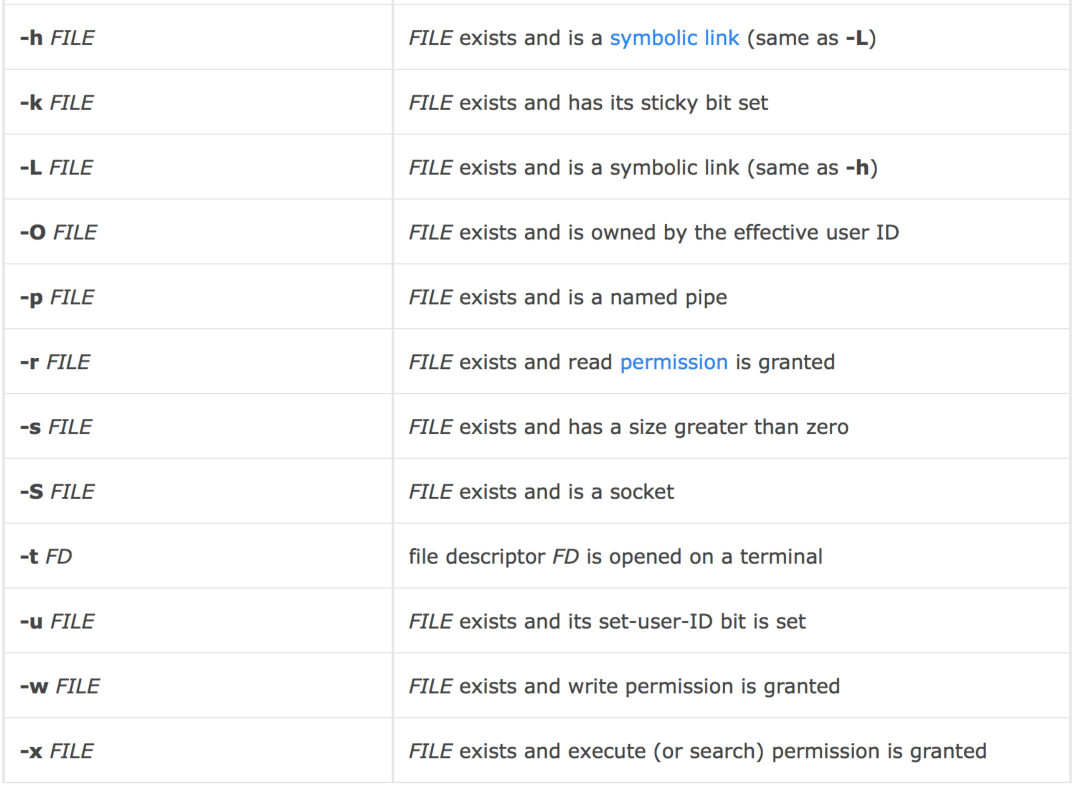 -h FILE FILE exists and is a symbolic link (same as -L)
-k FILE FILE exists and has its sticky bit set
-L FILE FILE exists and is a symbolic link (same as -h)
-O FILE FILE exists and is owned by the effective user ID
-p FILE FILE exists and is a named pipe
-r FILE FILE exists and read permission is granted
-s FILE FILE exists and has a size greater than zero
-S FILE FILE exists and is a socket
-t FD file descriptor FD is opened on a terminal
-u FILE FILE exists and its set-user-ID bit is set
-w FILE FILE exists and write permission is granted
-x FILE FILE exists and execute (or search) permission is granted